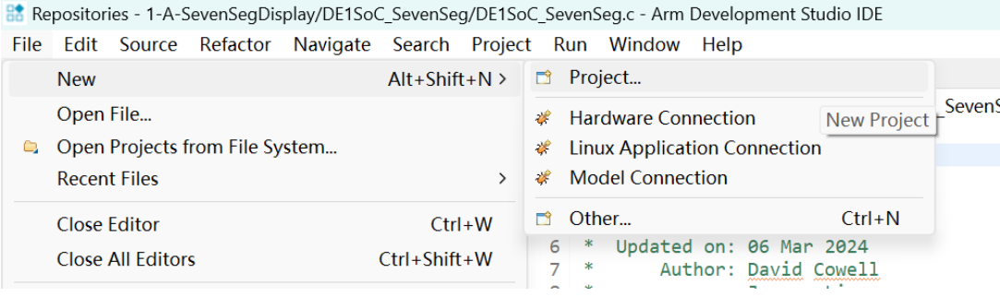 Repositories - 1-A-SevenSegDisplay/DE1SoC_SevenSeg/DE1SoC_SevenSeg.c - Arm Development Studio IDE
File Edit Source Refactor Navigate Search Project Run Window Help
New Alt+Shift+N >
Open File...
Open Projects from File System...
Recent Files >
Close Editor Ctrl+W
Close All Editors Ctrl+Shift+W
Project...
Hardware Connection
New Project
Linux Application Connection
Model Connection
Other... Ctrl+N
_SevenS
6 * Updated on: 06 Mar 2024
7 * Author: David Cowell